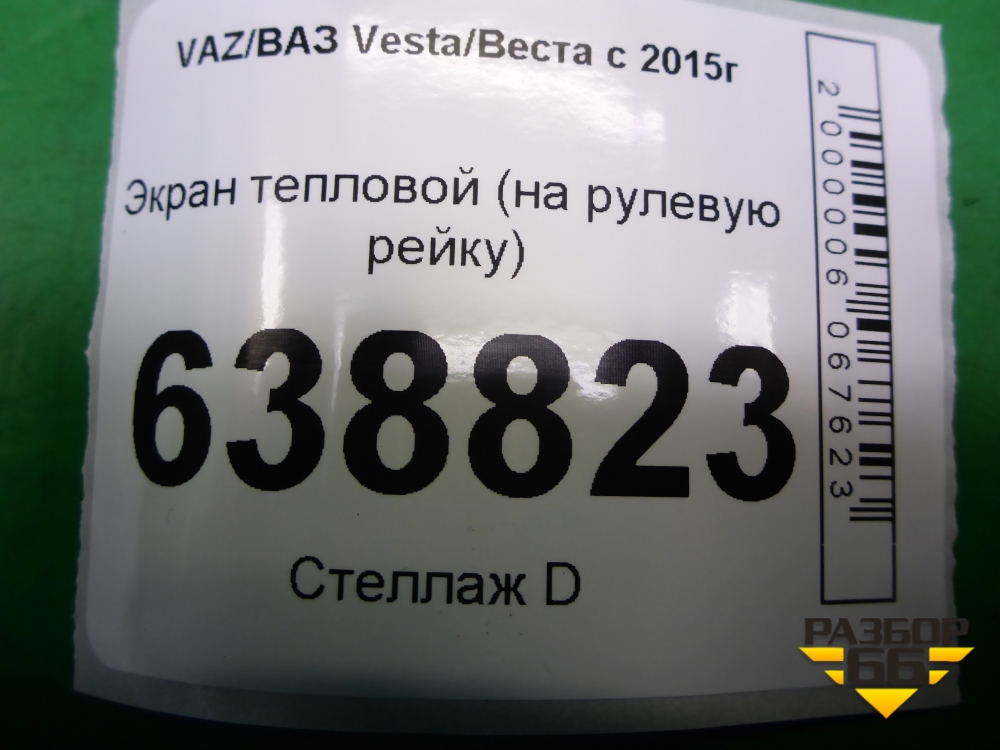 VAZ/ВАЗ Vesta/Веста с 2015г
Экран тепловой (на рулевую
рейку)
638823
Стеллаж D
2000006067623
РАЗБОР
66